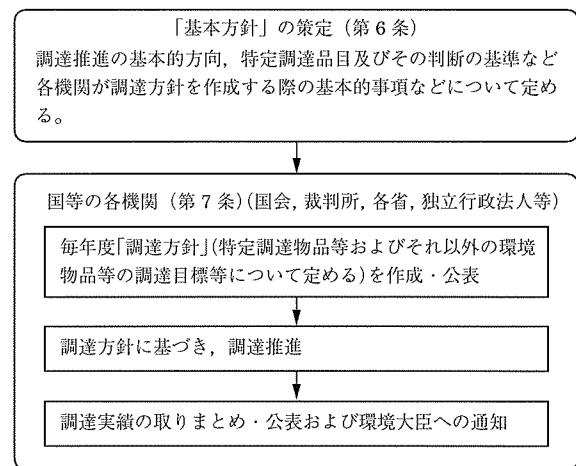 「基本方針」の策定（第6条）
調達推進の基本的方向，特定調達品目及びその判断の基準など
各機関が調達方針を作成する際の基本的事項などについて定め
る。
国等の各機関（第7条）（国会，裁判所，各省，独立行政法人等）
毎年度「調達方針」（特定調達物品等およびそれ以外の環境
物品等の調達目標等について定める）を作成・公表
調達方針に基づき，調達推進
調達実績の取りまとめ・公表および環境大臣への通知